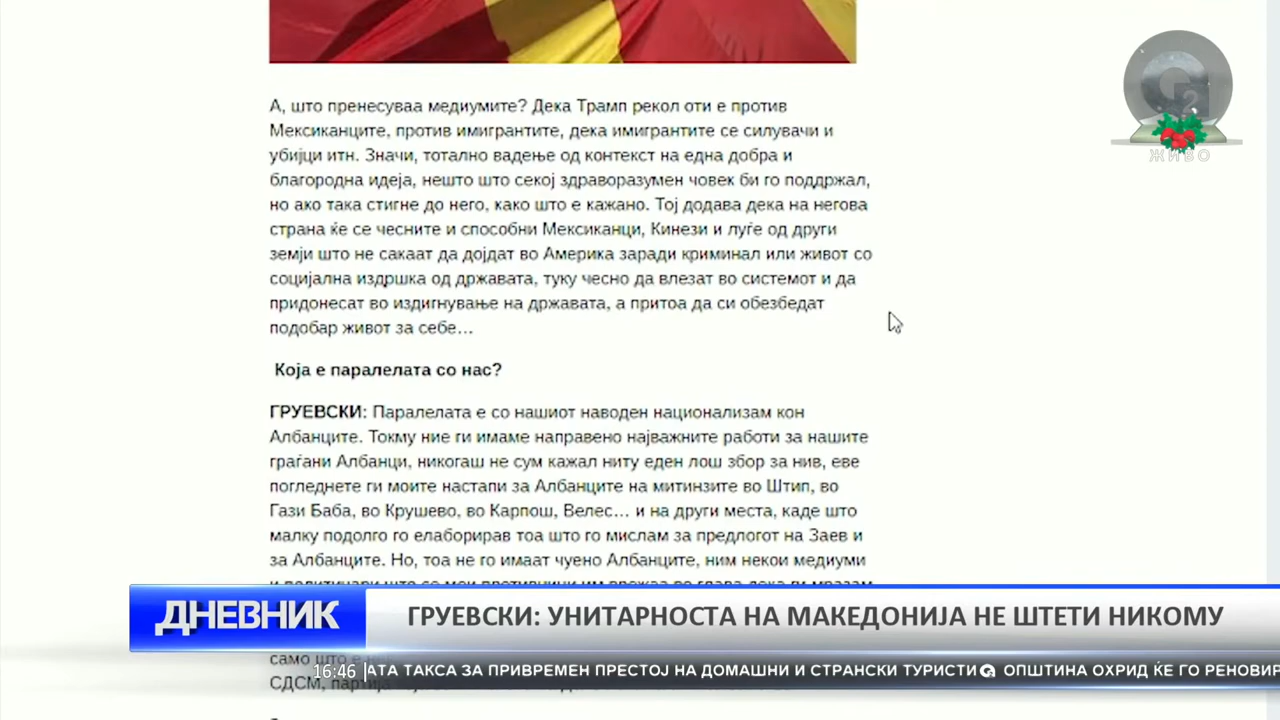 А, што пренесуваа медиумите? Дека Трамп рекол оти е против
Мексиканците, против имигрантите, дека имигрантите се силувачи и
убијци итн. Значи, тотално вадење од контекст на една добра и
благородна идеја, нешто што секој здраворазумен човек би го поддржал,
но ако така стигне до него, како што е кажано. Тој додава дека на негова
страна ќе се чесните и способни Мексиканци, Кинези и луѓе од други
земји што не сакаат да дојдат во Америка заради криминал или живот со
социјална издршка од државата, туку чесно да влезат во системот и да
придонесат во издигнување на државата, а притоа да си обезбедат
подобар живот за себе…
Која е паралелата со нас?
ГРУЕВСКИ: Паралелата е со нашиот наводен национализам кон
Албанците. Токму ние ги имаме направено најважните работи за нашите
граѓани Албанци, никогаш не сум кажал ниту еден лош збор за нив, еве
погледнете ги моите настапи за Албанците на митинзите во Штип, во
Гази Баба, во Крушево, во Карпош, Велес… и на други места, каде што
малку подолго го елаборирав тоа што го мислам за предлогот на Заев и
за Албанците. Но, тоа не го имаат чуено Албанците, ним некои медиуми
ДНЕВНИК
ГРУЕВСКИ: УНИТАРНОСТА НА МАКЕДОНИЈА НЕ ШТЕТИ НИКОМУ
само што е
16:46 АТА ТАКСА ЗА ПРИВРЕМЕН ПРЕСТОЈ НА ДОМАШНИ И СТРАНСКИ ТУРИСТИ ОПШТИНА ОХРИД ЌЕ ГО РЕНОВИР
СДСМ,
2
ЖИВО